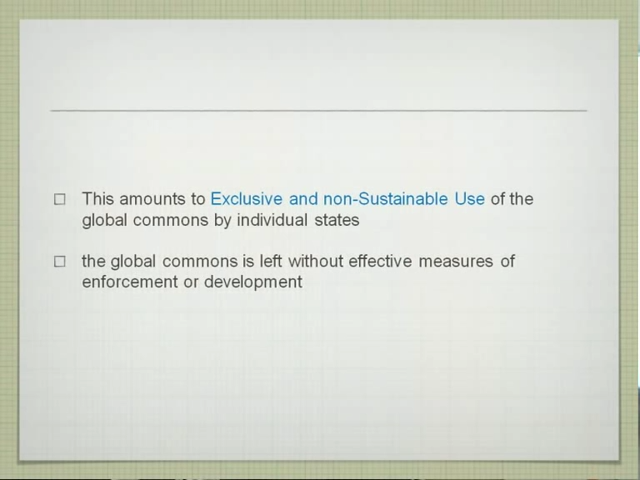 This amounts to Exclusive and non-Sustainable Use of the
global commons by individual states
the global commons is left without effective measures of
enforcement or development